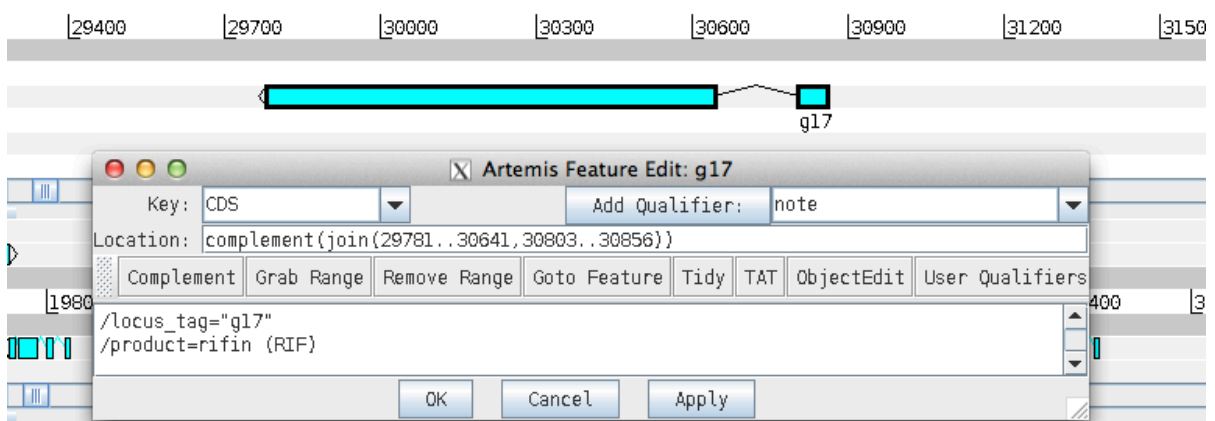 29400 29700 30000 30300 30600 30900 31200 3150
g17
X Artemis Feature Edit: g17
Key: CDS Add Qualifier: note
Location: complement(join(29781..30641,30803..30856))
Complement Grab Range Remove Range Goto Feature Tidy TAT ObjectEdit User Qualifiers
1980 400 3
/locus_tag="g17"
/product=rifin (RIF)
OK Cancel Apply